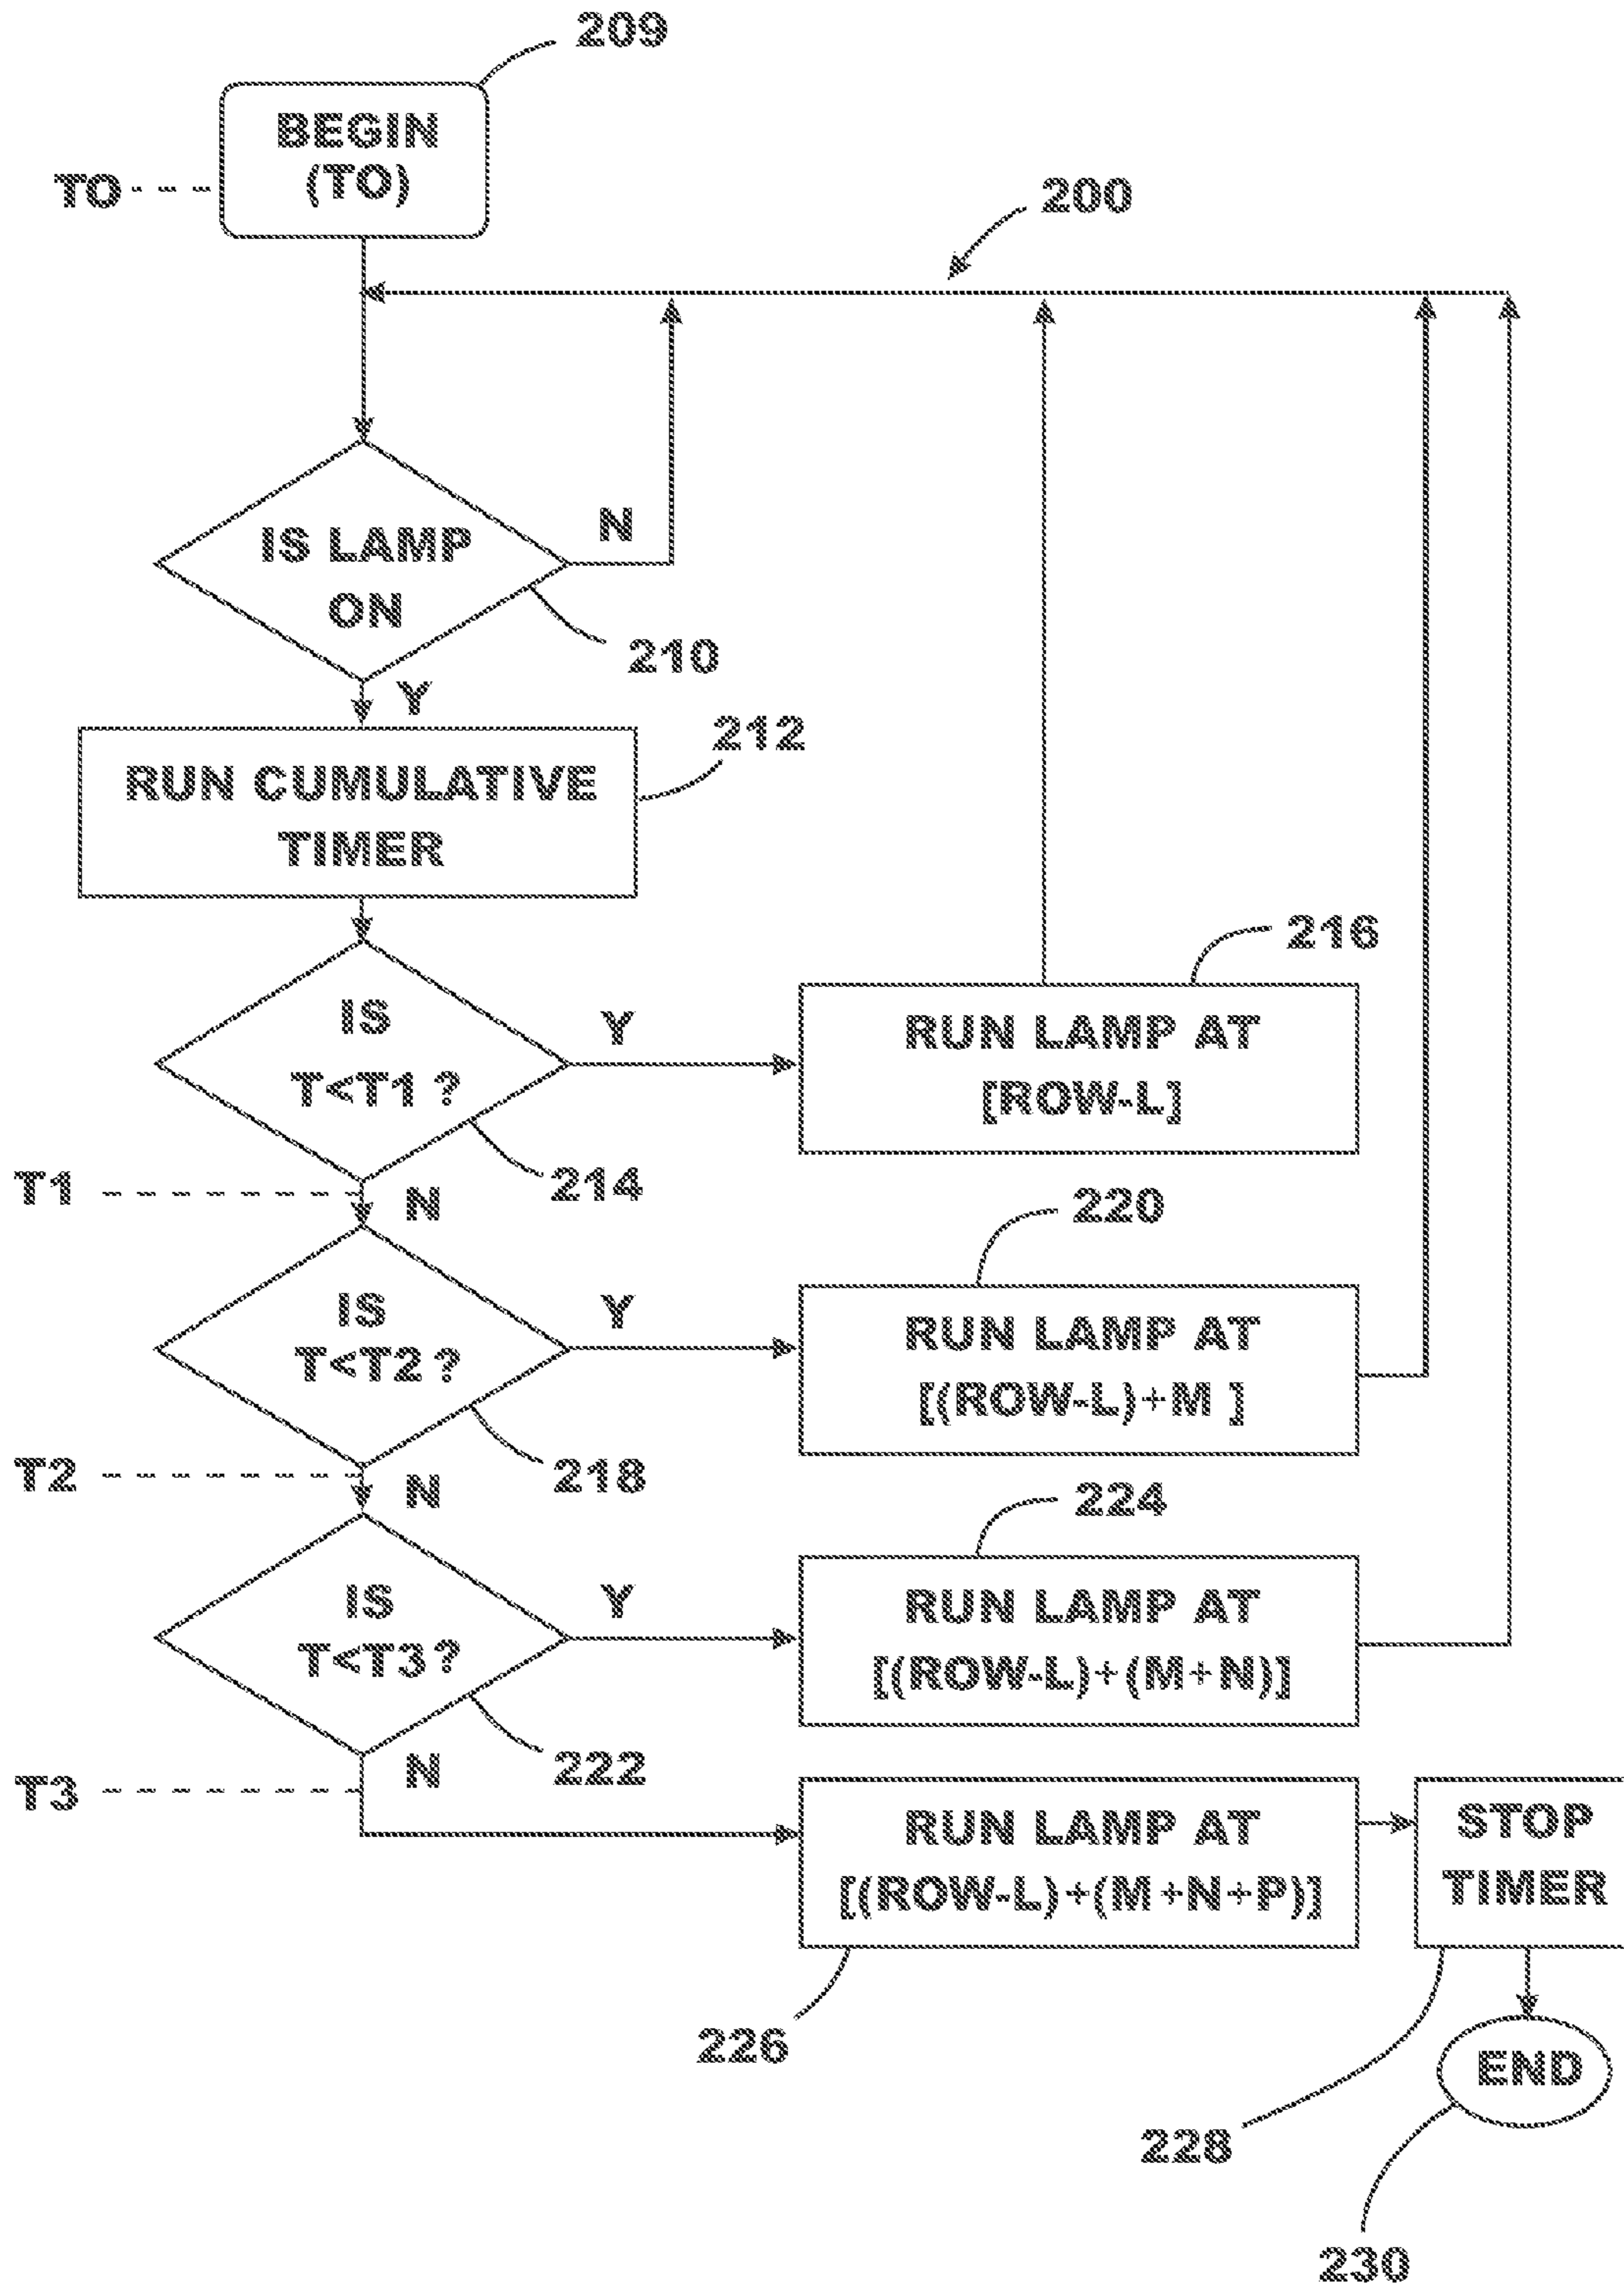 209
BEGIN
(TO)
TO
200
IS LAMP
ON
N
210
Y
212
RUN CUMULATIVE
TIMER
216
IS
T<T1 ?
Y
RUN LAMP AT
[ROW-L]
214
T1
N
220
IS
T<T2 ?
Y
RUN LAMP AT
[(ROW-L)+M ]
218
T2
N
224
IS
T<T3 ?
Y
RUN LAMP AT
[(ROW-L)+(M+N)]
222
T3
N
RUN LAMP AT
[(ROW-L)+(M+N+P)]
STOP
TIMER
226
END
228
230